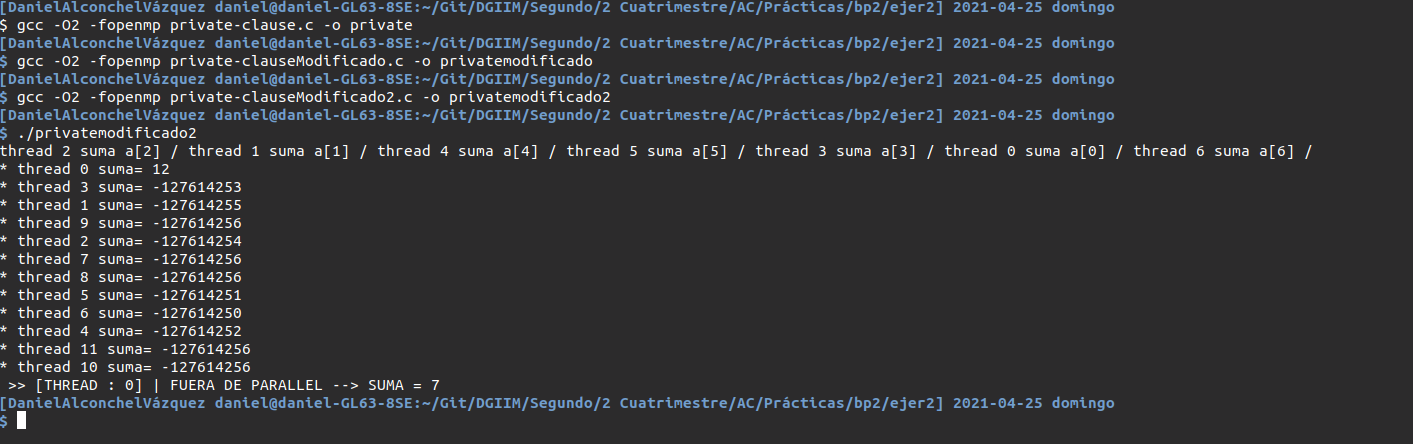 [DanielAlconchelVázquez daniel@daniel-GL63-8SE:~/Git/DGIIM/Segundo/2 Cuatrimestre/AC/Prácticas/bp2/ejer2] 2021-04-25 domingo
$ gcc -O2 -fopenmp private-clause.c -o private
[DanielAlconchelVázquez daniel@daniel-GL63-8SE:~/Git/DGIIM/Segundo/2 Cuatrimestre/AC/Prácticas/bp2/ejer2] 2021-04-25 domingo
$ gcc -O2 -fopenmp private-clauseModificado.c -o privatemodificado
[DanielAlconchelVázquez daniel@daniel-GL63-8SE:~/Git/DGIIM/Segundo/2 Cuatrimestre/AC/Prácticas/bp2/ejer2] 2021-04-25 domingo
$ gcc -O2 -fopenmp private-clauseModificado2.c -o privatemodificado2
[DanielAlconchelVázquez daniel@daniel-GL63-8SE:~/Git/DGIIM/Segundo/2 Cuatrimestre/AC/Prácticas/bp2/ejer2] 2021-04-25 domingo
$ ./privatemodificado2
thread 2 suma a[2] / thread 1 suma a[1] / thread 4 suma a[4] / thread 5 suma a[5] / thread 3 suma a[3] / thread 0 suma a[0] / thread 6 suma a[6] /
* thread 0 suma= 12
* thread 3 suma= -127614253
* thread 1 suma= -127614255
* thread 9 suma= -127614256
* thread 2 suma= -127614254
* thread 7 suma= -127614256
* thread 8 suma= -127614256
* thread 5 suma= -127614251
* thread 6 suma= -127614250
* thread 4 suma= -127614252
* thread 11 suma= -127614256
* thread 10 suma= -127614256
>> [THREAD : 0] | FUERA DE PARALLEL --> SUMA = 7
[DanielAlconchelVázquez daniel@daniel-GL63-8SE:~/Git/DGIIM/Segundo/2 Cuatrimestre/AC/Prácticas/bp2/ejer2] 2021-04-25 domingo
$